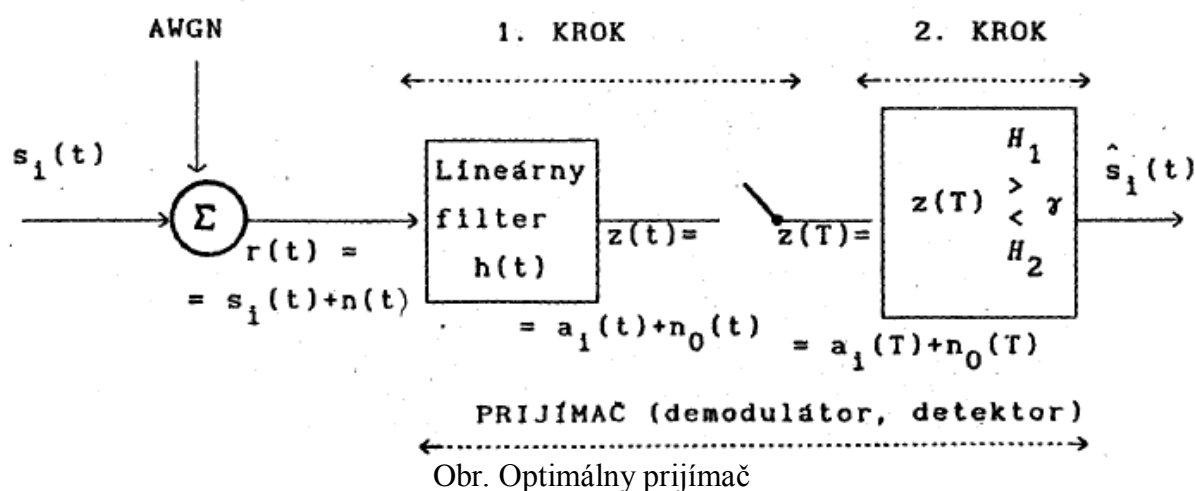 AWGN
1. KROK
2. KROK
s_i(t)
Σ
r(t) =
= s_i(t)+n(t)
Lineárny
filter
h(t)
z(t)=
= a_i(t)+n_0(t)
z(T)=
= a_i(T)+n_0(T)
H_1
z(T) > < γ
H_2
ŝ_i(t)
PRIJÍMAČ (demodulátor, detektor)
Obr. Optimálny prijímač